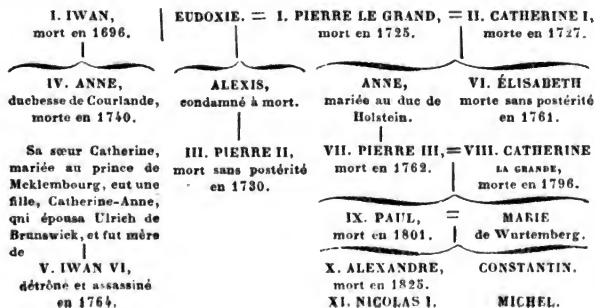 I. IWAN,
mort en 1696.
IV. ANNE,
duchesse de Courlande,
morte en 1740.
Sa sœur Catherine,
mariée au prince de
Meklembourg, eut une
fille, Catherine-Anne,
qui épousa Ulrich de
Brunswick, et fut mère
de
V. IWAN VI,
détrôné et assassiné
en 1764.
EUDOXIE. = I. PIERRE LE GRAND, = II. CATHERINE I,
mort en 1725. morte en 1727.
ALEXIS,
condamné à mort.
III. PIERRE II,
mort sans postérité
en 1730.
ANNE,
mariée au duc de
Holstein.
VI. ÉLISABETH
morte sans postérité
en 1761.
VII. PIERRE III, = VIII. CATHERINE
mort en 1762. LA GRANDE,
morte en 1796.
IX. PAUL, = MARIE
mort en 1801. de Wurtemberg.
X. ALEXANDRE, CONSTANTIN.
mort en 1825.
XI. NICOLAS I. MICHEL.